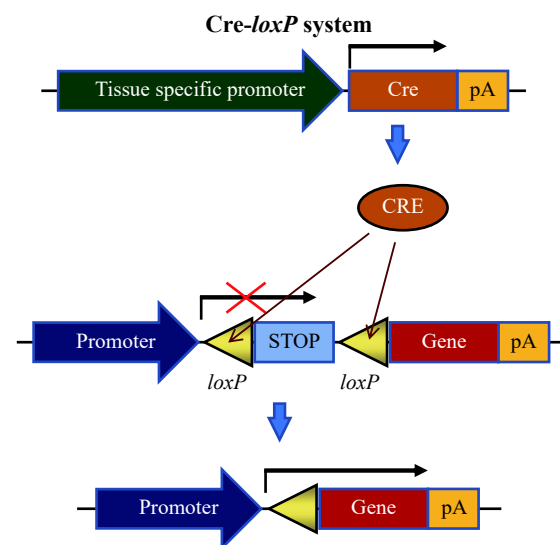 Cre-loxP system
Tissue specific promoter Cre pA
CRE
Promoter STOP Gene pA
loxP loxP
Promoter Gene pA